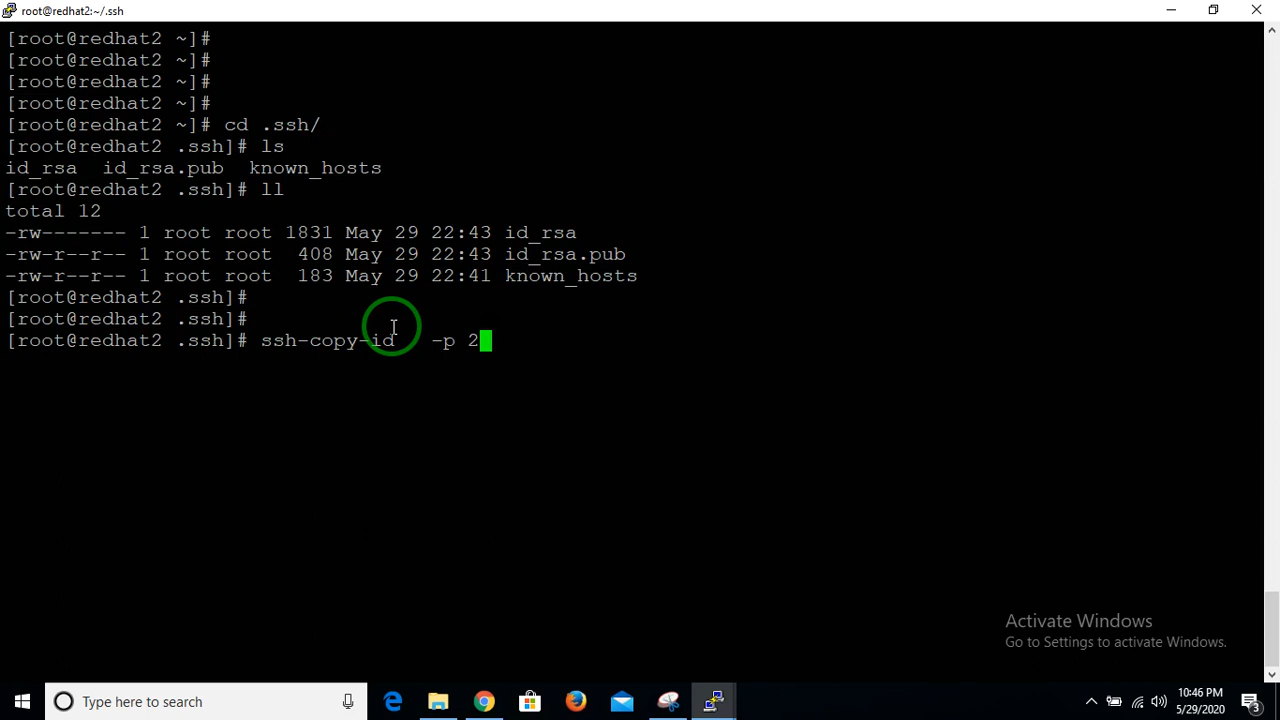 root@redhat2:~/.ssh
[root@redhat2 ~]#
[root@redhat2 ~]#
[root@redhat2 ~]#
[root@redhat2 ~]#
[root@redhat2 ~]# cd .ssh/
[root@redhat2 .ssh]# ls
id_rsa  id_rsa.pub  known_hosts
[root@redhat2 .ssh]# ll
total 12
-rw------- 1 root root 1831 May 29 22:43 id_rsa
-rw-r--r-- 1 root root  408 May 29 22:43 id_rsa.pub
-rw-r--r-- 1 root root  183 May 29 22:41 known_hosts
[root@redhat2 .ssh]#
[root@redhat2 .ssh]#
[root@redhat2 .ssh]# ssh-copy-id   -p 2
Activate Windows
Go to Settings to activate Windows.
Type here to search
10:46 PM
5/29/2020
3